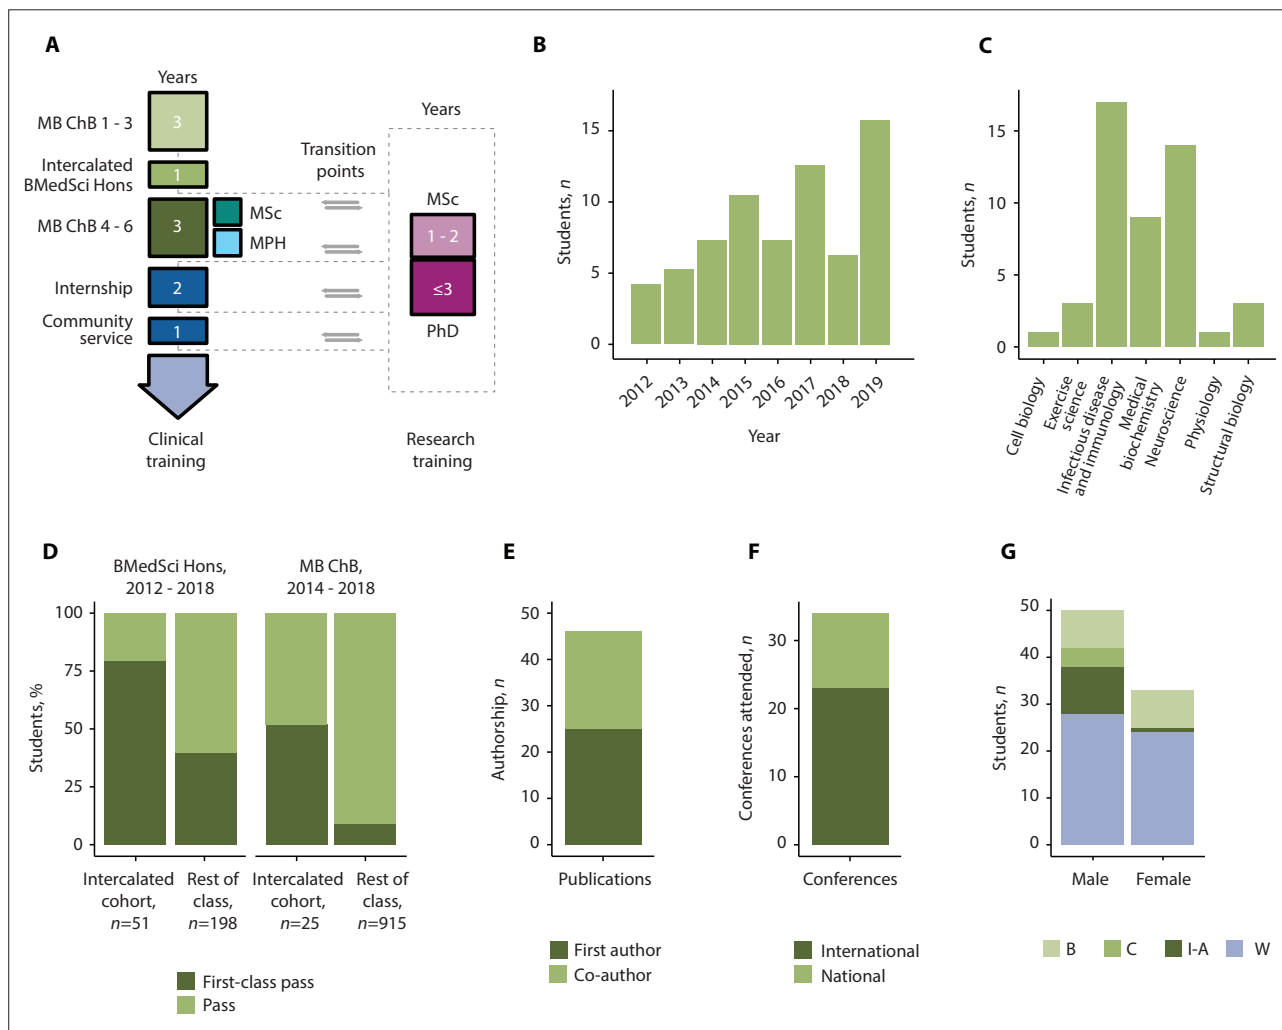 A
Years
MB ChB 1 - 3
3
Intercalated
BMedSci Hons
1
MB ChB 4 - 6
3
MSc
MPH
Internship
2
Community
service
1
Clinical
training
Transition
points
Years
MSc
1 - 2
≤3
PhD
Research
training
B
Students, n
15
10
5
0
2012
2013
2014
2015
2016
2017
2018
2019
Year
C
Students, n
15
10
5
0
Cell biology
Exercise
science
Infectious disease
and immunology
Medical
biochemistry
Neuroscience
Physiology
Structural biology
D
BMedSci Hons,
2012 - 2018
MB ChB,
2014 - 2018
Students, %
100
75
50
25
0
Intercalated
cohort,
n=51
Rest of
class,
n=198
Intercalated
cohort,
n=25
Rest of
class,
n=915
First-class pass
Pass
E
Authorship, n
50
40
30
20
10
0
Publications
First author
Co-author
F
Conferences attended, n
30
20
10
0
Conferences
International
National
G
Students, n
50
40
30
20
10
0
Male
Female
B
C
I-A
W